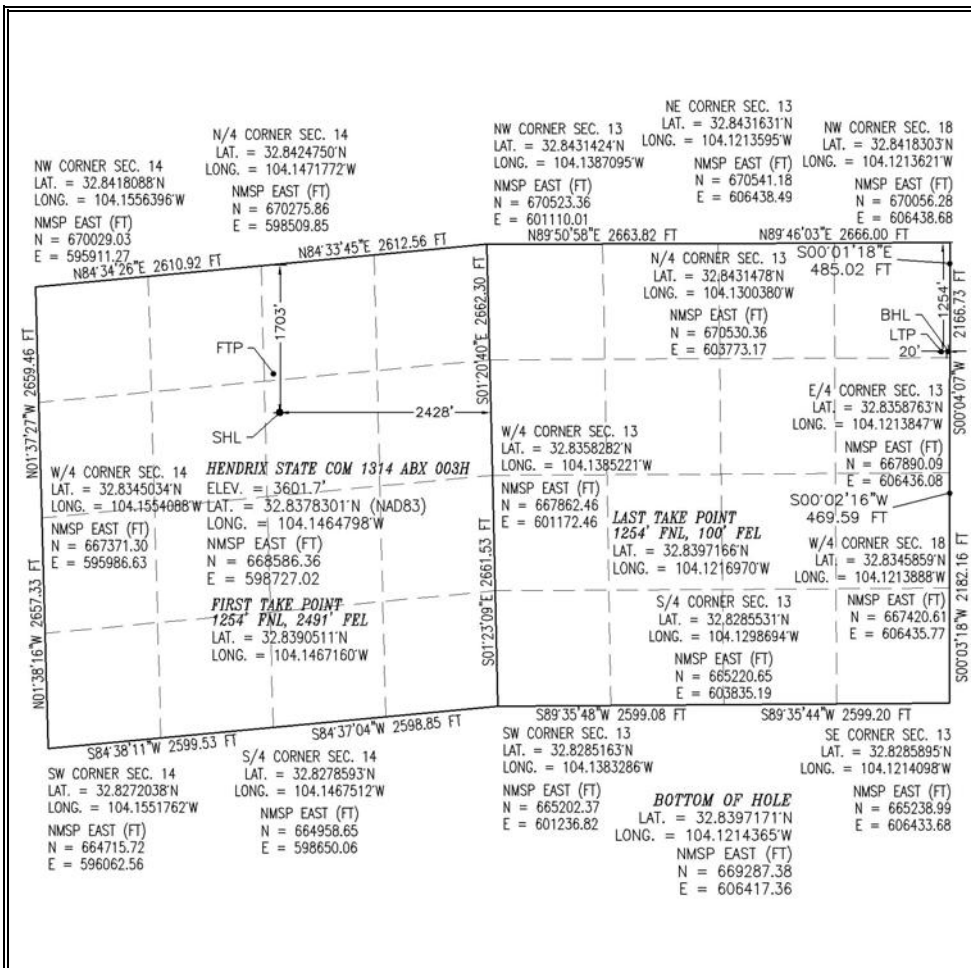 NW CORNER SEC. 14
LAT. = 32.8418088'N
LONG. = 104.1556396'W
NMSP EAST (FT)
N = 670029.03
E = 595911.27
N/4 CORNER SEC. 14
LAT. = 32.8424750'N
LONG. = 104.1471772'W
NMSP EAST (FT)
N = 670275.86
E = 598509.85
NW CORNER SEC. 13
LAT. = 32.8431424'N
LONG. = 104.1387095'W
NMSP EAST (FT)
N = 670523.36
E = 601110.01
NE CORNER SEC. 13
LAT. = 32.8431631'N
LONG. = 104.1213595'W
NMSP EAST (FT)
N = 670541.18
E = 606438.49
NW CORNER SEC. 18
LAT. = 32.8418303'N
LONG. = 104.1213621'W
NMSP EAST (FT)
N = 670056.28
E = 606438.68
N84°34'26"E 2610.92 FT
N84°33'45"E 2612.56 FT
N89°50'58"E 2663.82 FT
N89°46'03"E 2666.00 FT
S00°01'18"E
485.02 FT
N/4 CORNER SEC. 13
LAT. = 32.8431478'N
LONG. = 104.1300380'W
NMSP EAST (FT)
N = 670530.36
E = 603773.17
1703'
1254'
BHL
LTP
20'
FTP
SHL
2428'
N01°37'27"W 2659.46 FT
S01°20'40"E 2662.30 FT
S00°04'07"W 2166.73 FT
E/4 CORNER SEC. 13
LAT. = 32.8358763'N
LONG. = 104.1213847'W
NMSP EAST (FT)
N = 667890.09
E = 606436.08
W/4 CORNER SEC. 13
LAT. = 32.8358282'N
LONG. = 104.1385221'W
NMSP EAST (FT)
N = 667862.46
E = 601172.46
W/4 CORNER SEC. 14
LAT. = 32.8345034'N
LONG. = 104.1554088'W
NMSP EAST (FT)
N = 667371.30
E = 595986.63
HENDRIX STATE COM 1314 ABX 003H
ELEV. = 3601.7'
LAT. = 32.8378301'N (NAD83)
LONG. = 104.1464798'W
NMSP EAST (FT)
N = 668586.36
E = 598727.02
FIRST TAKE POINT
1254' FNL, 2491' FEL
LAT. = 32.8390511'N
LONG. = 104.1467160'W
S00°02'16"W
469.59 FT
LAST TAKE POINT
1254' FNL, 100' FEL
LAT. = 32.8397166'N
LONG. = 104.1216970'W
W/4 CORNER SEC. 18
LAT. = 32.8345859'N
LONG. = 104.1213888'W
NMSP EAST (FT)
N = 667420.61
E = 606435.77
N01°38'16"W 2657.33 FT
S01°23'09"E 2661.53 FT
S00°03'18"W 2182.16 FT
S/4 CORNER SEC. 13
LAT. = 32.8285531'N
LONG. = 104.1298694'W
NMSP EAST (FT)
N = 665220.65
E = 603835.19
S84°38'11"W 2599.53 FT
S84°37'04"W 2598.85 FT
S89°35'48"W 2599.08 FT
S89°35'44"W 2599.20 FT
SW CORNER SEC. 14
LAT. = 32.8272038'N
LONG. = 104.1551762'W
NMSP EAST (FT)
N = 664715.72
E = 596062.56
S/4 CORNER SEC. 14
LAT. = 32.8278593'N
LONG. = 104.1467512'W
NMSP EAST (FT)
N = 664958.65
E = 598650.06
SW CORNER SEC. 13
LAT. = 32.8285163'N
LONG. = 104.1383286'W
NMSP EAST (FT)
N = 665202.37
E = 601236.82
BOTTOM OF HOLE
LAT. = 32.8397171'N
LONG. = 104.1214365'W
NMSP EAST (FT)
N = 669287.38
E = 606417.36
SE CORNER SEC. 13
LAT. = 32.8285895'N
LONG. = 104.1214098'W
NMSP EAST (FT)
N = 665238.99
E = 606433.68